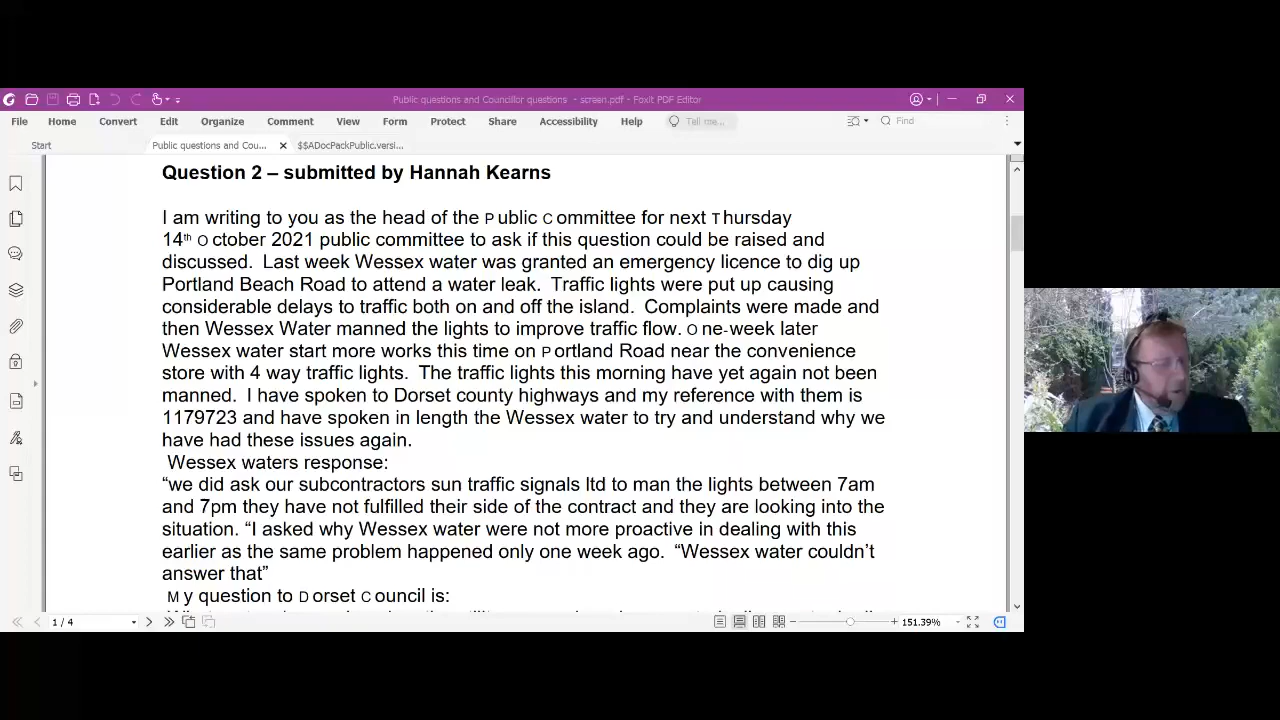 Public questions and Councillor questions - screen.pdf - Foxit PDF Editor
File Home Convert Edit Organize Comment View Form Protect Share Accessibility Help Tell me... Find
Start Public questions and Cou... $$ADocPackPublic.versi...
Question 2 – submitted by Hannah Kearns
I am writing to you as the head of the Public Committee for next Thursday
14th October 2021 public committee to ask if this question could be raised and
discussed. Last week Wessex water was granted an emergency licence to dig up
Portland Beach Road to attend a water leak. Traffic lights were put up causing
considerable delays to traffic both on and off the island. Complaints were made and
then Wessex Water manned the lights to improve traffic flow. One-week later
Wessex water start more works this time on Portland Road near the convenience
store with 4 way traffic lights. The traffic lights this morning have yet again not been
manned. I have spoken to Dorset county highways and my reference with them is
1179723 and have spoken in length the Wessex water to try and understand why we
have had these issues again.
Wessex waters response:
“we did ask our subcontractors sun traffic signals ltd to man the lights between 7am
and 7pm they have not fulfilled their side of the contract and they are looking into the
situation. “I asked why Wessex water were not more proactive in dealing with this
earlier as the same problem happened only one week ago. “Wessex water couldn’t
answer that”
My question to Dorset Council is:
1 / 4 151.39%